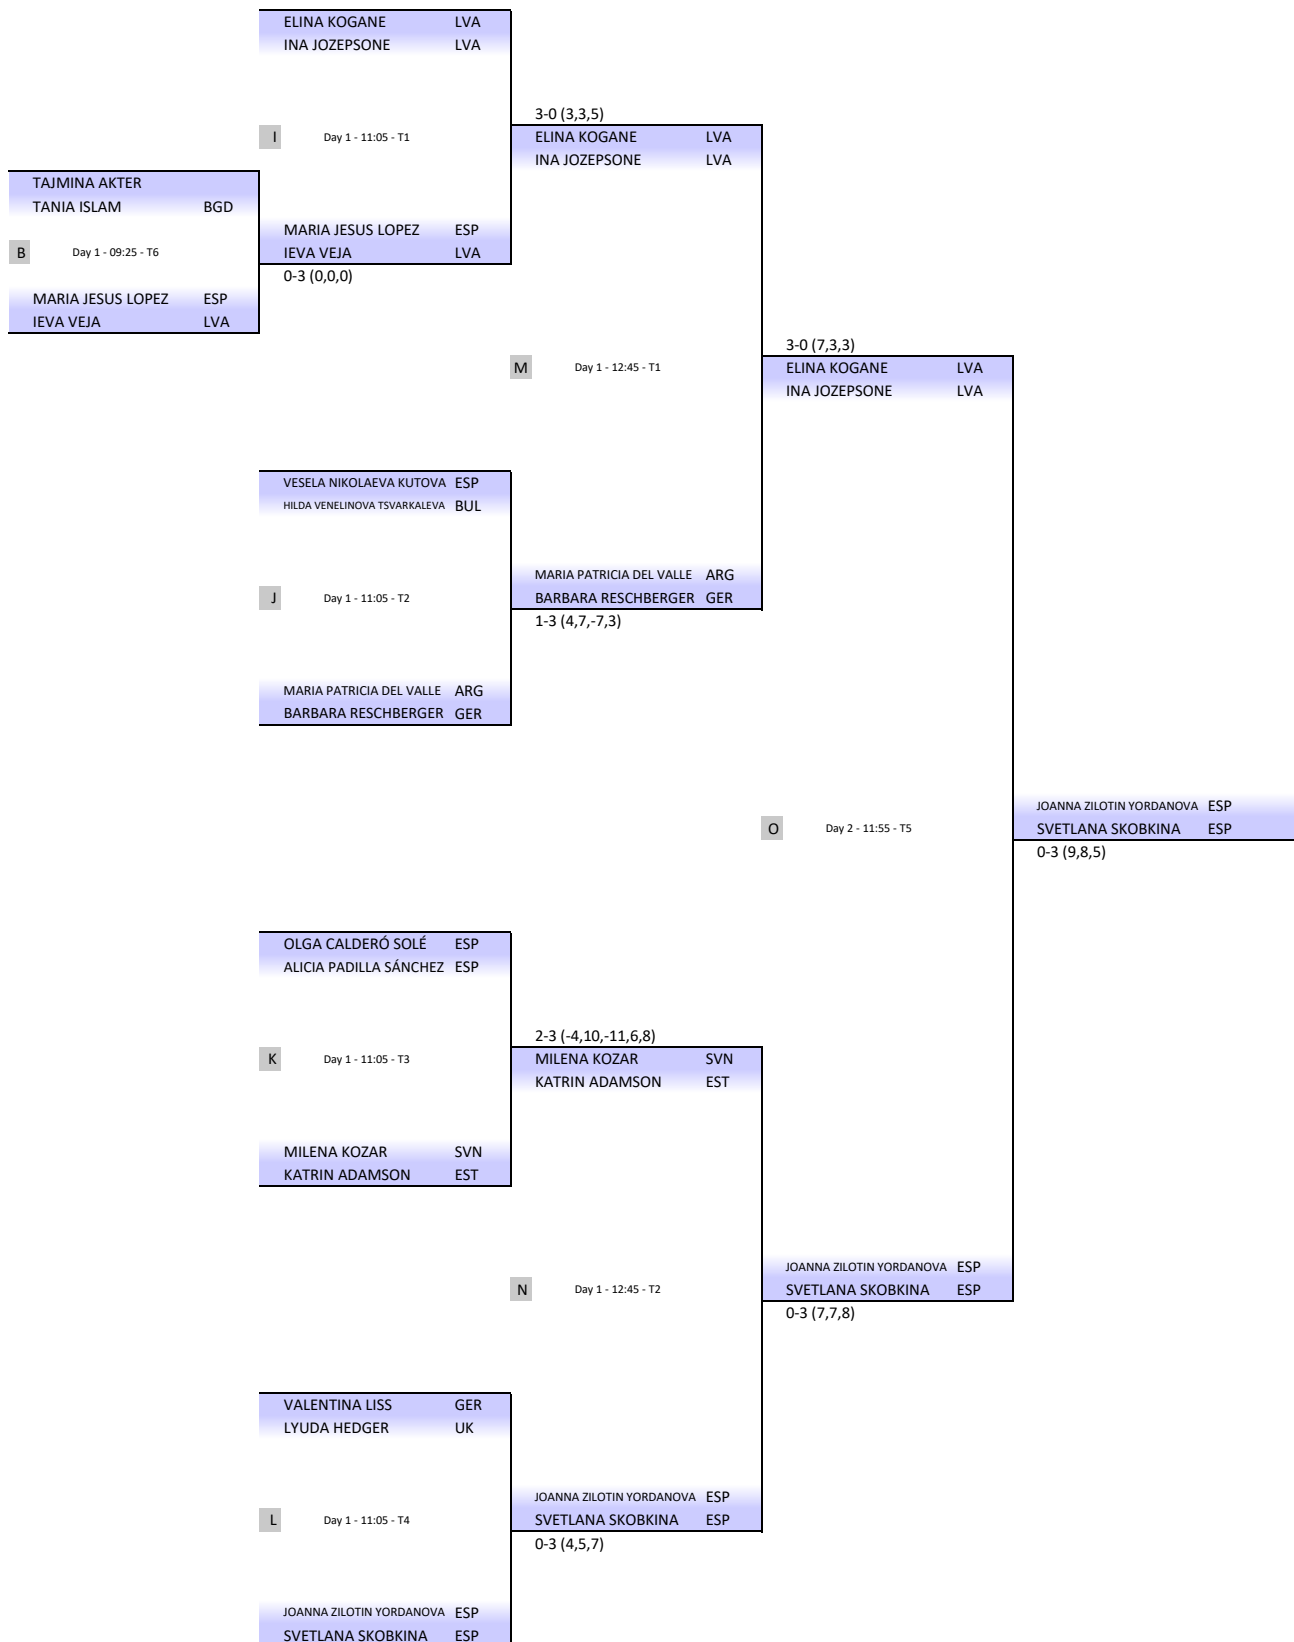 ELINA KOGANE LVA
INA JOZEPSONE LVA
3-0 (3,3,5)
I Day 1 - 11:05 - T1
ELINA KOGANE LVA
INA JOZEPSONE LVA
TAJMINA AKTER
TANIA ISLAM BGD
MARIA JESUS LOPEZ ESP
B Day 1 - 09:25 - T6
IEVA VEJA LVA
0-3 (0,0,0)
MARIA JESUS LOPEZ ESP
IEVA VEJA LVA
3-0 (7,3,3)
M Day 1 - 12:45 - T1
ELINA KOGANE LVA
INA JOZEPSONE LVA
VESELA NIKOLAEVA KUTOVA ESP
HILDA VENELINOVA TSVARKALEVA BUL
MARIA PATRICIA DEL VALLE ARG
J Day 1 - 11:05 - T2
BARBARA RESCHBERGER GER
1-3 (4,7,-7,3)
MARIA PATRICIA DEL VALLE ARG
BARBARA RESCHBERGER GER
JOANNA ZILOTIN YORDANOVA ESP
O Day 2 - 11:55 - T5
SVETLANA SKOBKINA ESP
0-3 (9,8,5)
OLGA CALDERÓ SOLÉ ESP
ALICIA PADILLA SÁNCHEZ ESP
2-3 (-4,10,-11,6,8)
K Day 1 - 11:05 - T3
MILENA KOZAR SVN
KATRIN ADAMSON EST
MILENA KOZAR SVN
KATRIN ADAMSON EST
JOANNA ZILOTIN YORDANOVA ESP
N Day 1 - 12:45 - T2
SVETLANA SKOBKINA ESP
0-3 (7,7,8)
VALENTINA LISS GER
LYUDA HEDGER UK
JOANNA ZILOTIN YORDANOVA ESP
L Day 1 - 11:05 - T4
SVETLANA SKOBKINA ESP
0-3 (4,5,7)
JOANNA ZILOTIN YORDANOVA ESP
SVETLANA SKOBKINA ESP